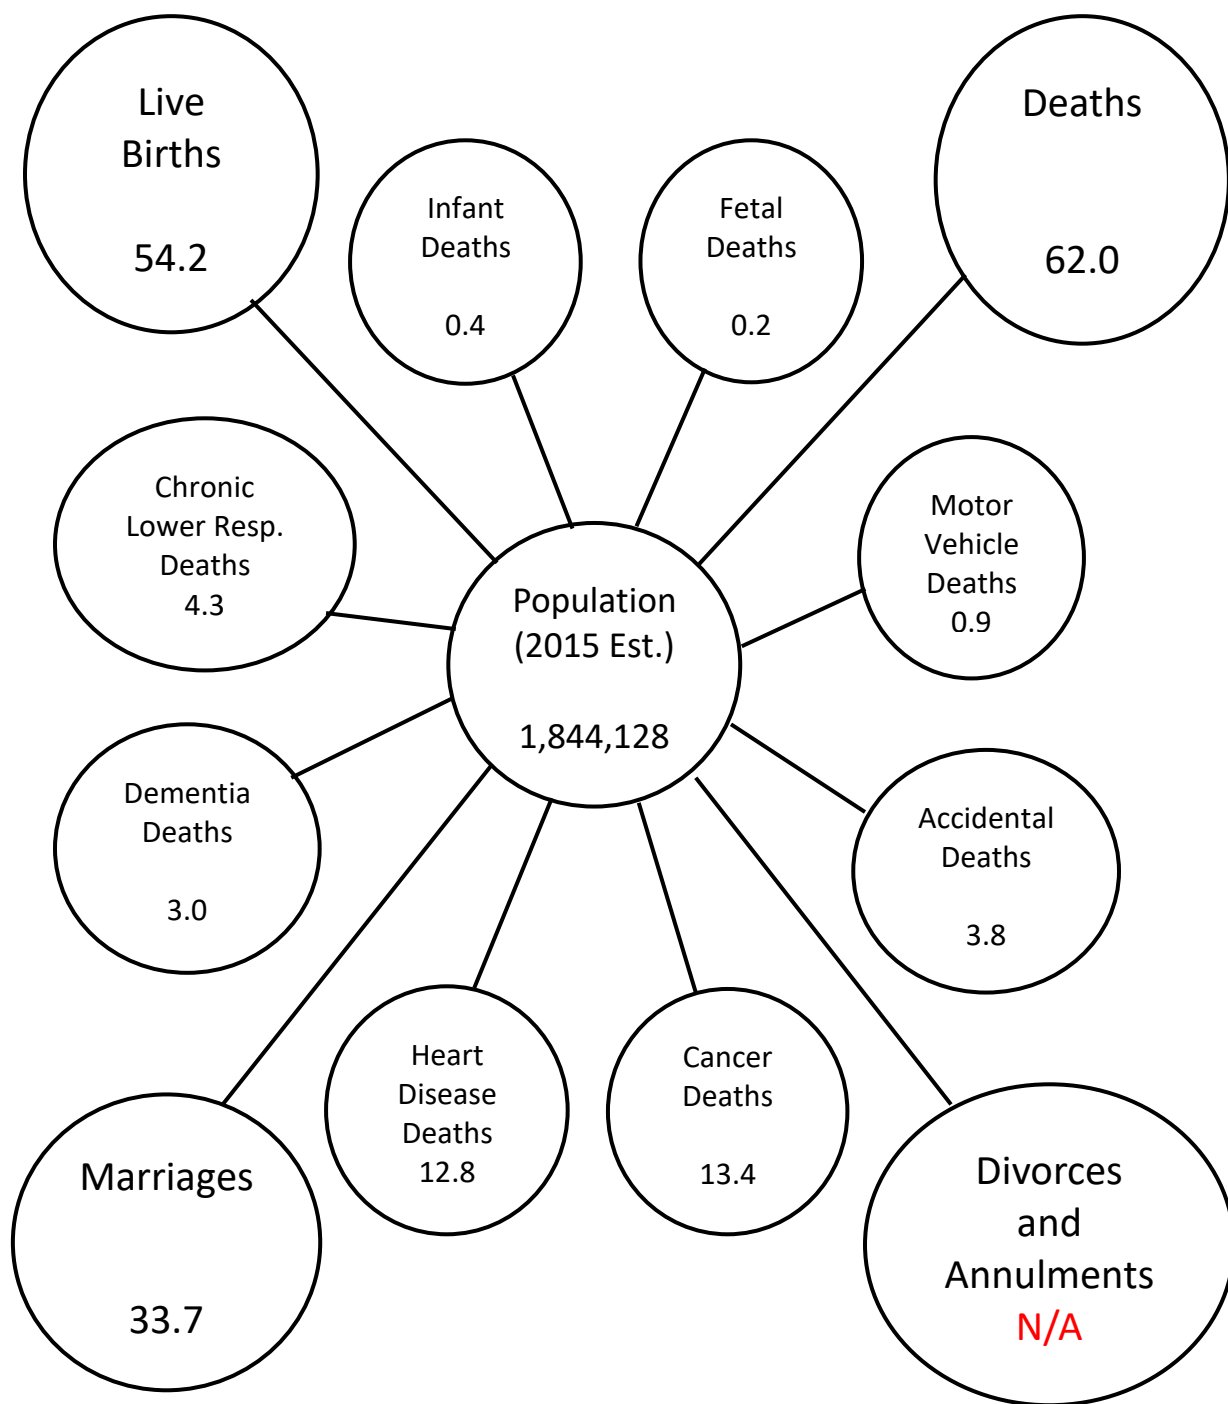 Live
Births
54.2
Infant
Deaths
0.4
Fetal
Deaths
0.2
Deaths
62.0
Chronic
Lower Resp.
Deaths
4.3
Motor
Vehicle
Deaths
0.9
Population
(2015 Est.)
1,844,128
Dementia
Deaths
3.0
Accidental
Deaths
3.8
Marriages
33.7
Heart
Disease
Deaths
12.8
Cancer
Deaths
13.4
Divorces
and
Annulments
N/A